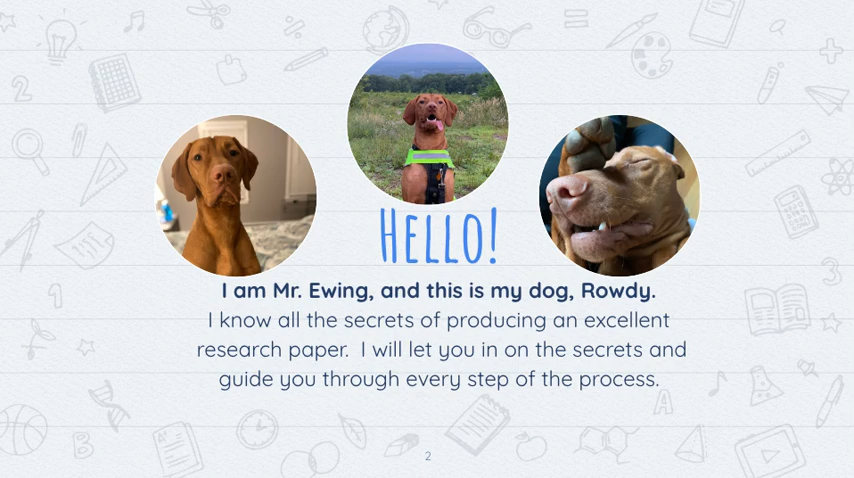 HELLO!
I am Mr. Ewing, and this is my dog, Rowdy.
I know all the secrets of producing an excellent
research paper.  I will let you in on the secrets and
guide you through every step of the process.
2